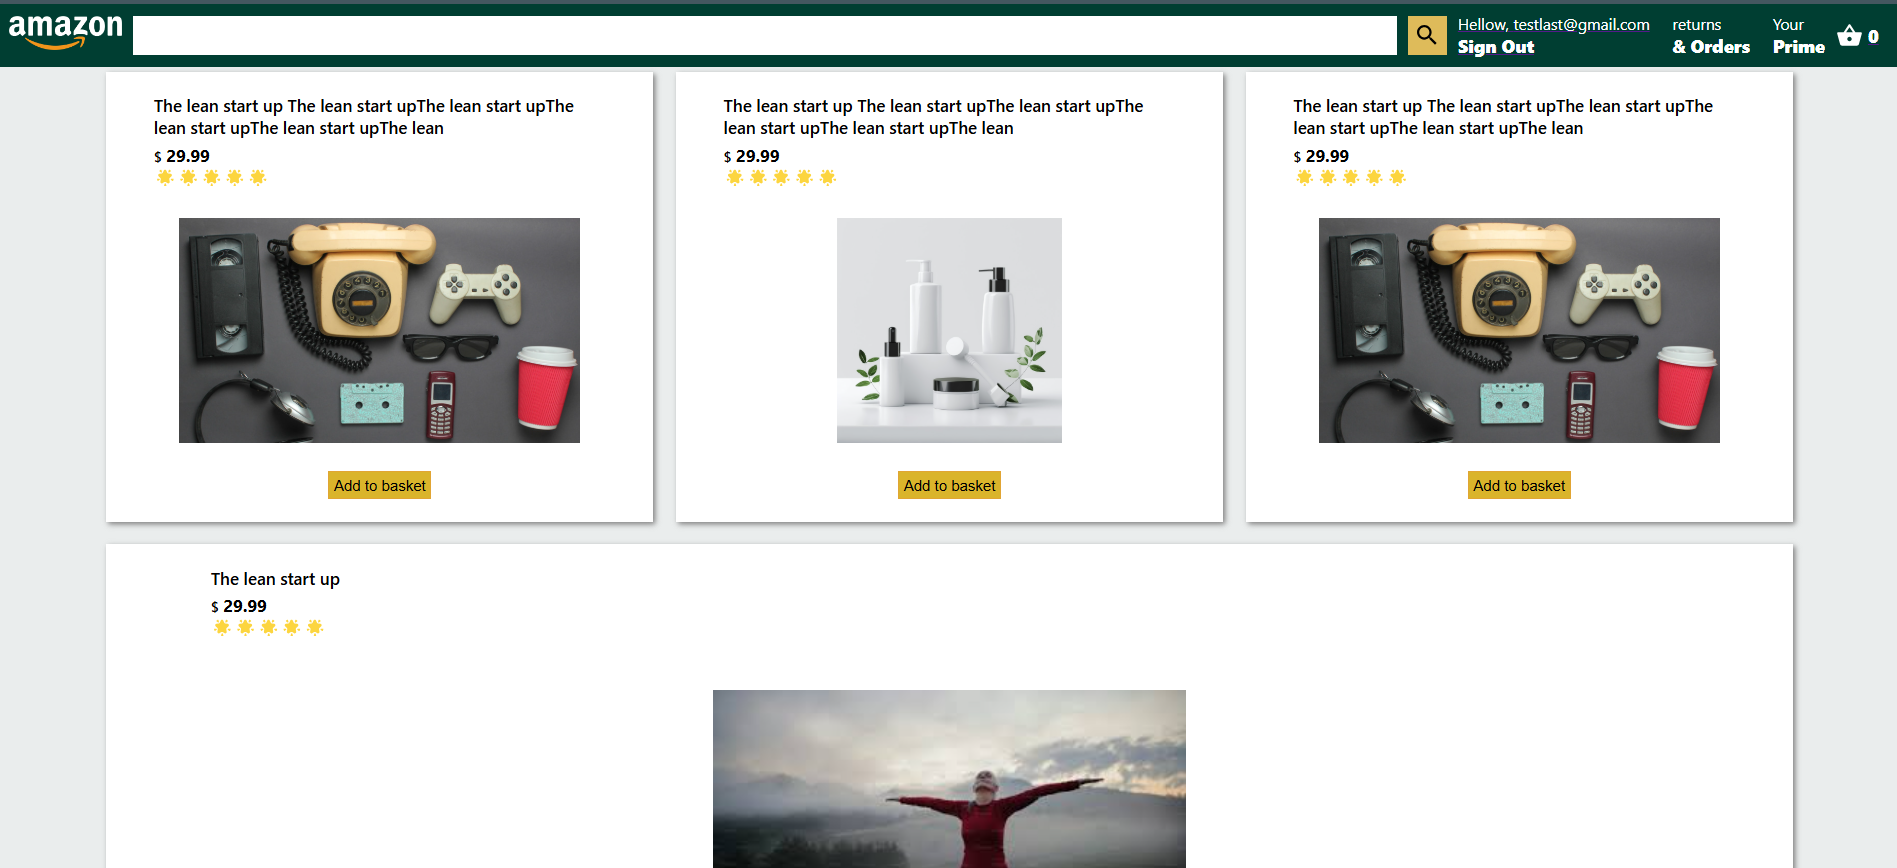 amazon
Hellow, testlast@gmail.com
Sign Out
returns
& Orders
Your
Prime
0
The lean start up The lean start upThe lean start upThe
lean start upThe lean start upThe lean
$ 29.99
Add to basket
The lean start up The lean start upThe lean start upThe
lean start upThe lean start upThe lean
$ 29.99
Add to basket
The lean start up The lean start upThe lean start upThe
lean start upThe lean start upThe lean
$ 29.99
Add to basket
The lean start up
$ 29.99